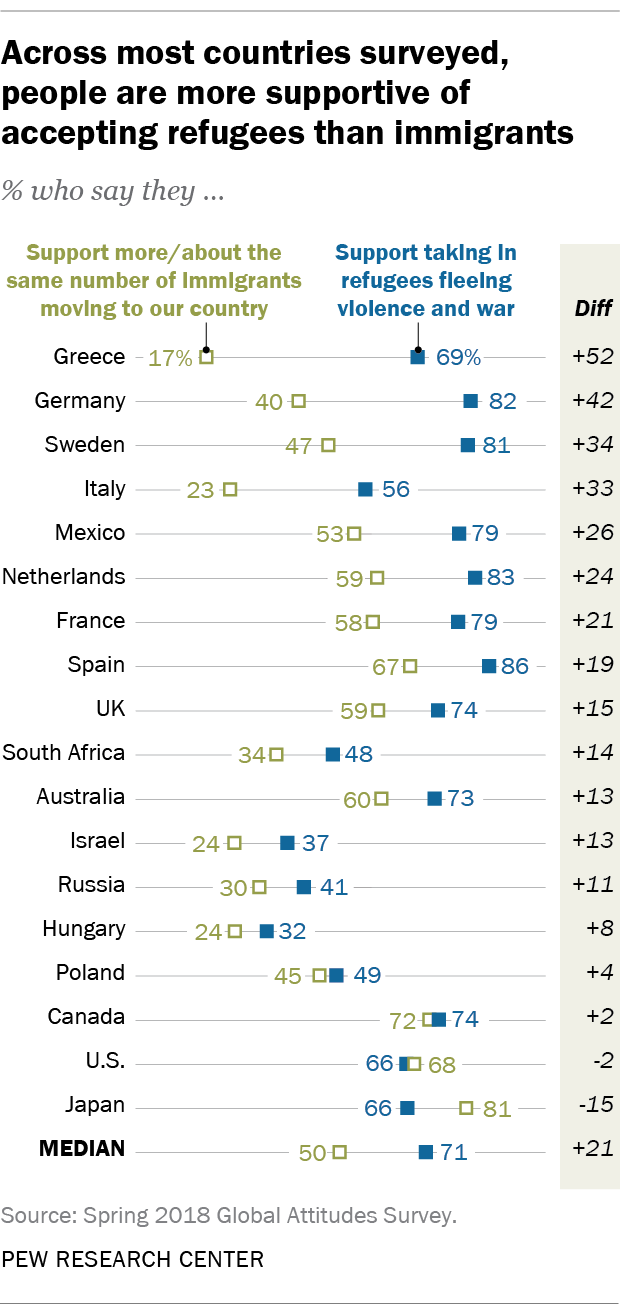 Across most countries surveyed,
people are more supportive of
accepting refugees than immigrants
% who say they ...
Support more/about the
same number of immigrants
moving to our country
Support taking in
refugees fleeing
violence and war
Diff
Greece 17% 69% +52
Germany 40 82 +42
Sweden 47 81 +34
Italy 23 56 +33
Mexico 53 79 +26
Netherlands 59 83 +24
France 58 79 +21
Spain 67 86 +19
UK 59 74 +15
South Africa 34 48 +14
Australia 60 73 +13
Israel 24 37 +13
Russia 30 41 +11
Hungary 24 32 +8
Poland 45 49 +4
Canada 72 74 +2
U.S. 66 68 -2
Japan 66 81 -15
MEDIAN 50 71 +21
Source: Spring 2018 Global Attitudes Survey.
PEW RESEARCH CENTER